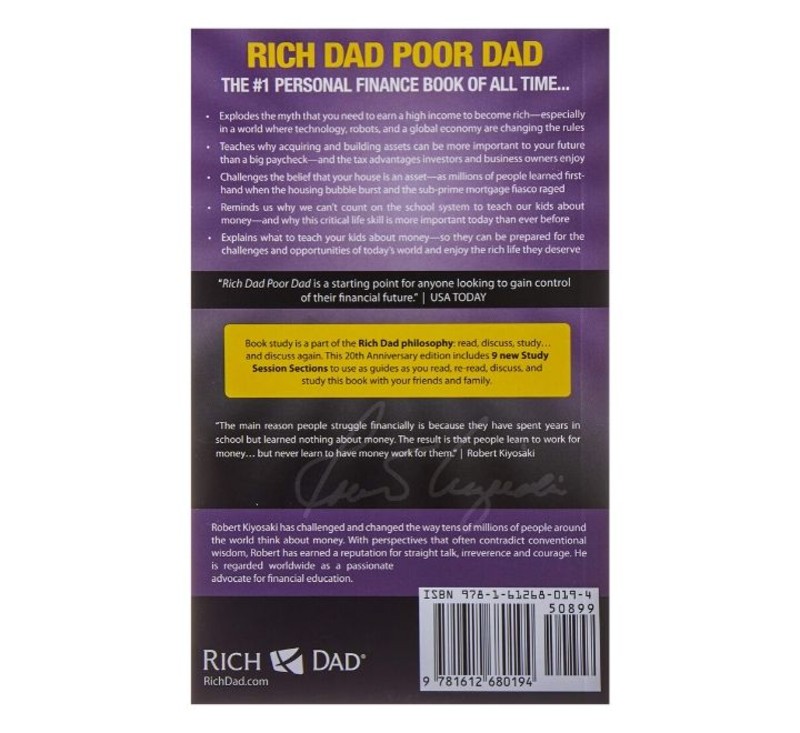 RICH DAD POOR DAD
THE #1 PERSONAL FINANCE BOOK OF ALL TIME...
• Explodes the myth that you need to earn a high income to become rich—especially
in a world where technology, robots, and a global economy are changing the rules
• Teaches why acquiring and building assets can be more important to your future
than a big paycheck—and the tax advantages investors and business owners enjoy
• Challenges the belief that your house is an asset—as millions of people learned first-
hand when the housing bubble burst and the sub-prime mortgage fiasco raged
• Reminds us why we can't count on the school system to teach our kids about
money—and why this critical life skill is more important today than ever before
• Explains what to teach your kids about money—so they can be prepared for the
challenges and opportunities of today's world and enjoy the rich life they deserve
"Rich Dad Poor Dad is a starting point for anyone looking to gain control
of their financial future." | USA TODAY
Book study is a part of the Rich Dad philosophy: read, discuss, study…
and discuss again. This 20th Anniversary edition includes 9 new Study
Session Sections to use as guides as you read, re-read, discuss, and
study this book with your friends and family.
"The main reason people struggle financially is because they have spent years in
school but learned nothing about money. The result is that people learn to work for
money… but never learn to have money work for them." | Robert Kiyosaki
Robert Kiyosaki has challenged and changed the way tens of millions of people around
the world think about money. With perspectives that often contradict conventional
wisdom, Robert has earned a reputation for straight talk, irreverence and courage. He
is regarded worldwide as a passionate
advocate for financial education.
ISBN 978-1-61268-019-4
50899
9 781612 680194
RICH DAD®
RichDad.com